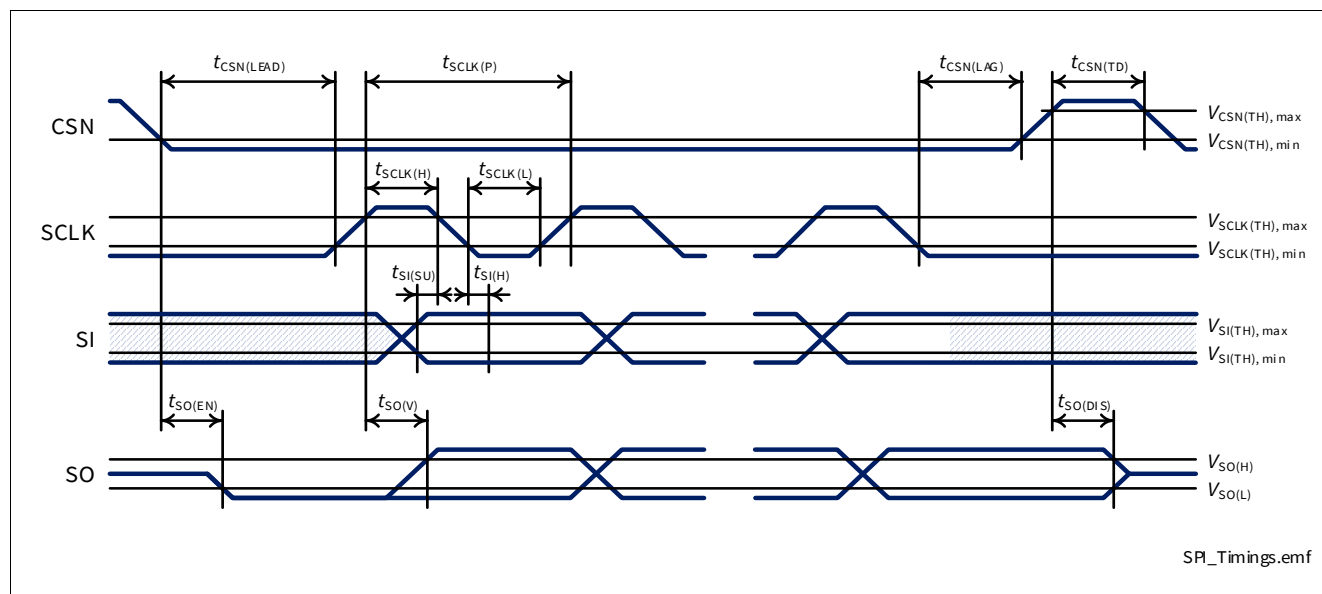 tCSN(LEAD) tSCLK(P) tCSN(LAG) tCSN(TD)
CSN
VCSN(TH), max
VCSN(TH), min
tSCLK(H) tSCLK(L)
SCLK
VSCLK(TH), max
VSCLK(TH), min
tSI(SU) tSI(H)
SI
VSI(TH), max
VSI(TH), min
tSO(EN) tSO(V) tSO(DIS)
SO
VSO(H)
VSO(L)
SPI_Timings.emf